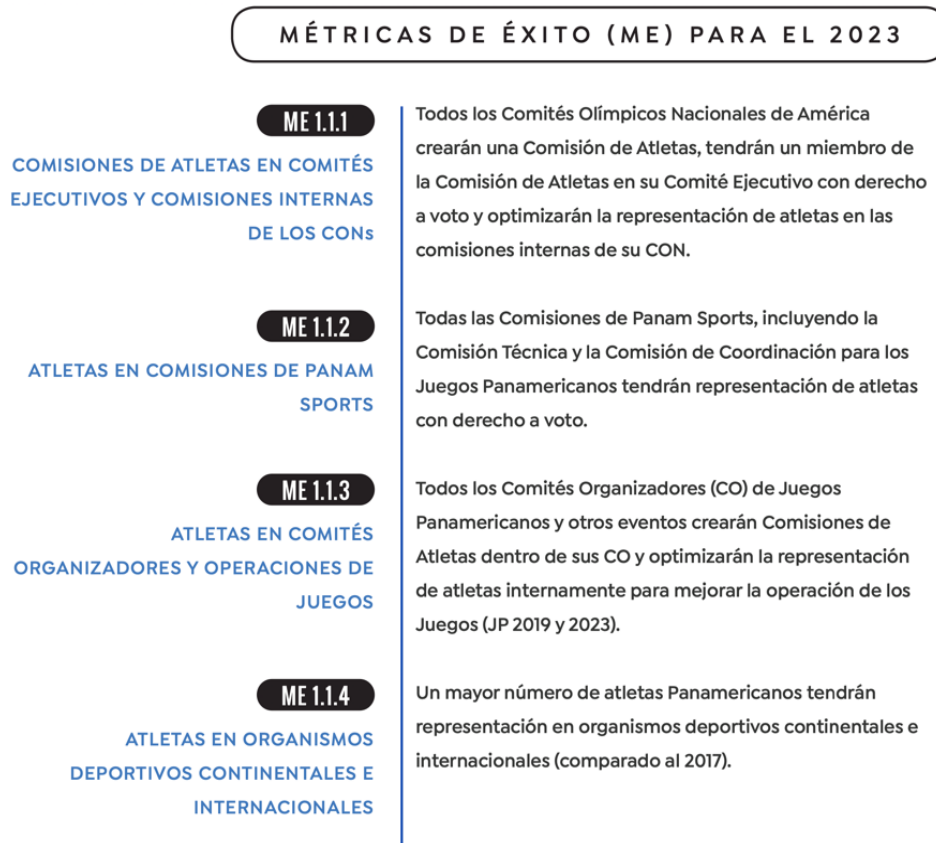 MÉTRICAS DE ÉXITO (ME) PARA EL 2023
ME 1.1.1
COMISIONES DE ATLETAS EN COMITÉS
EJECUTIVOS Y COMISIONES INTERNAS
DE LOS CONs
Todos los Comités Olímpicos Nacionales de América
crearán una Comisión de Atletas, tendrán un miembro de
la Comisión de Atletas en su Comité Ejecutivo con derecho
a voto y optimizarán la representación de atletas en las
comisiones internas de su CON.
ME 1.1.2
ATLETAS EN COMISIONES DE PANAM
SPORTS
Todas las Comisiones de Panam Sports, incluyendo la
Comisión Técnica y la Comisión de Coordinación para los
Juegos Panamericanos tendrán representación de atletas
con derecho a voto.
ME 1.1.3
ATLETAS EN COMITÉS
ORGANIZADORES Y OPERACIONES DE
JUEGOS
Todos los Comités Organizadores (CO) de Juegos
Panamericanos y otros eventos crearán Comisiones de
Atletas dentro de sus CO y optimizarán la representación
de atletas internamente para mejorar la operación de los
Juegos (JP 2019 y 2023).
ME 1.1.4
ATLETAS EN ORGANISMOS
DEPORTIVOS CONTINENTALES E
INTERNACIONALES
Un mayor número de atletas Panamericanos tendrán
representación en organismos deportivos continentales e
internacionales (comparado al 2017).